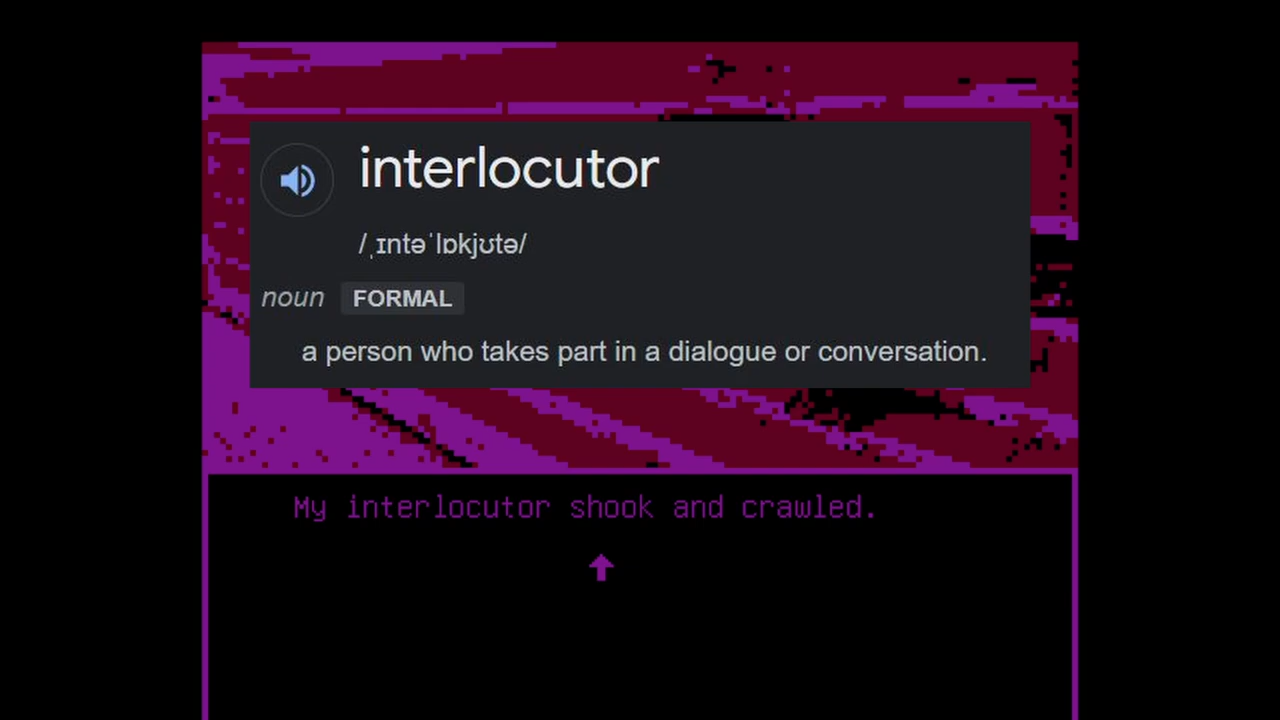 interlocutor
/ˌɪntəˈlɒkjʊtə/
noun FORMAL
a person who takes part in a dialogue or conversation.
My interlocutor shook and crawled.